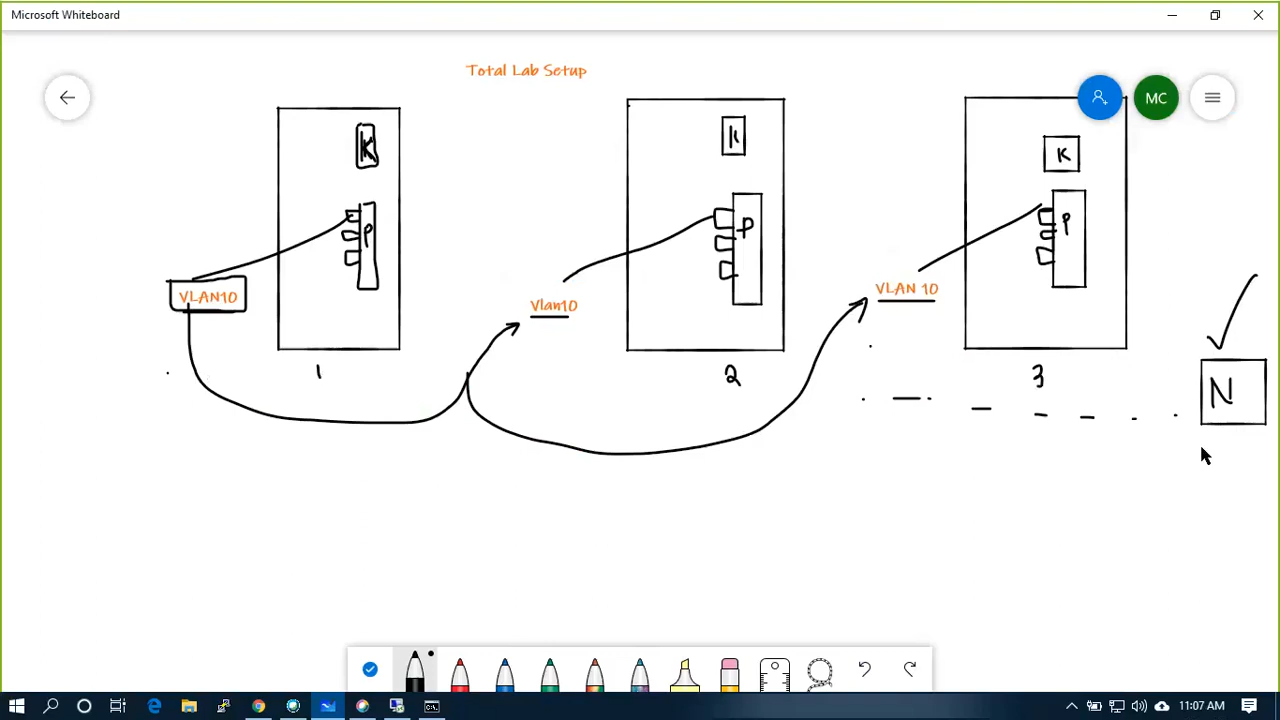 Microsoft Whiteboard
Total Lab Setup
MC
K
K
K
P
P
P
VLAN10
Vlan10
VLAN 10
1
2
3
N
11:07 AM